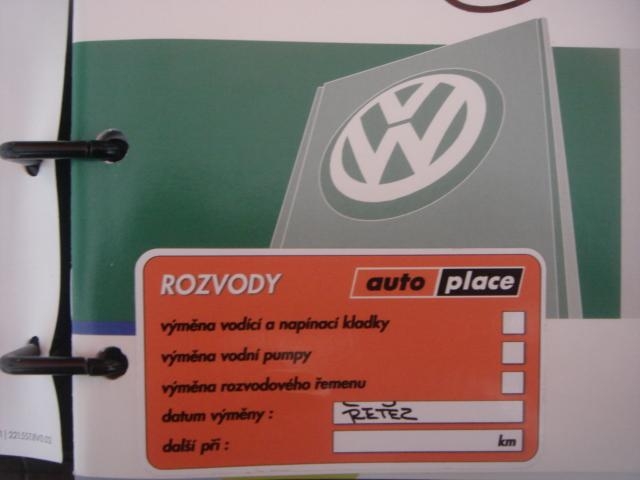 VW
ROZVODY
auto place
výměna vodící a napínací kladky
výměna vodní pumpy
výměna rozvodového řemenu
datum výměny : ŘETĚZ
další při : km